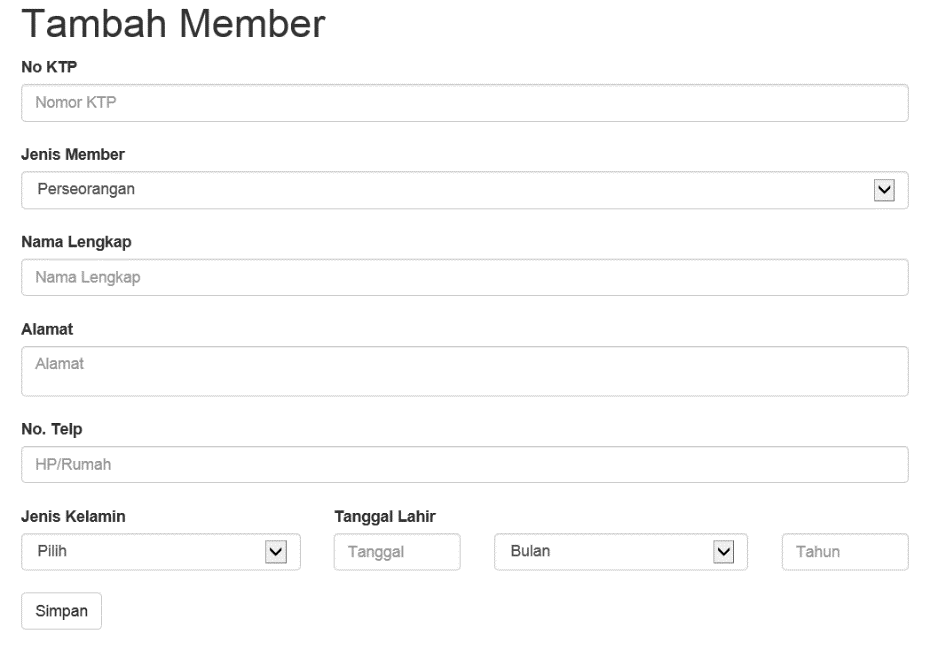 Tambah Member
No KTP
Nomor KTP
Jenis Member
Perseorangan
Nama Lengkap
Nama Lengkap
Alamat
Alamat
No. Telp
HP/Rumah
Jenis Kelamin Tanggal Lahir
Pilih Tanggal Bulan Tahun
Simpan